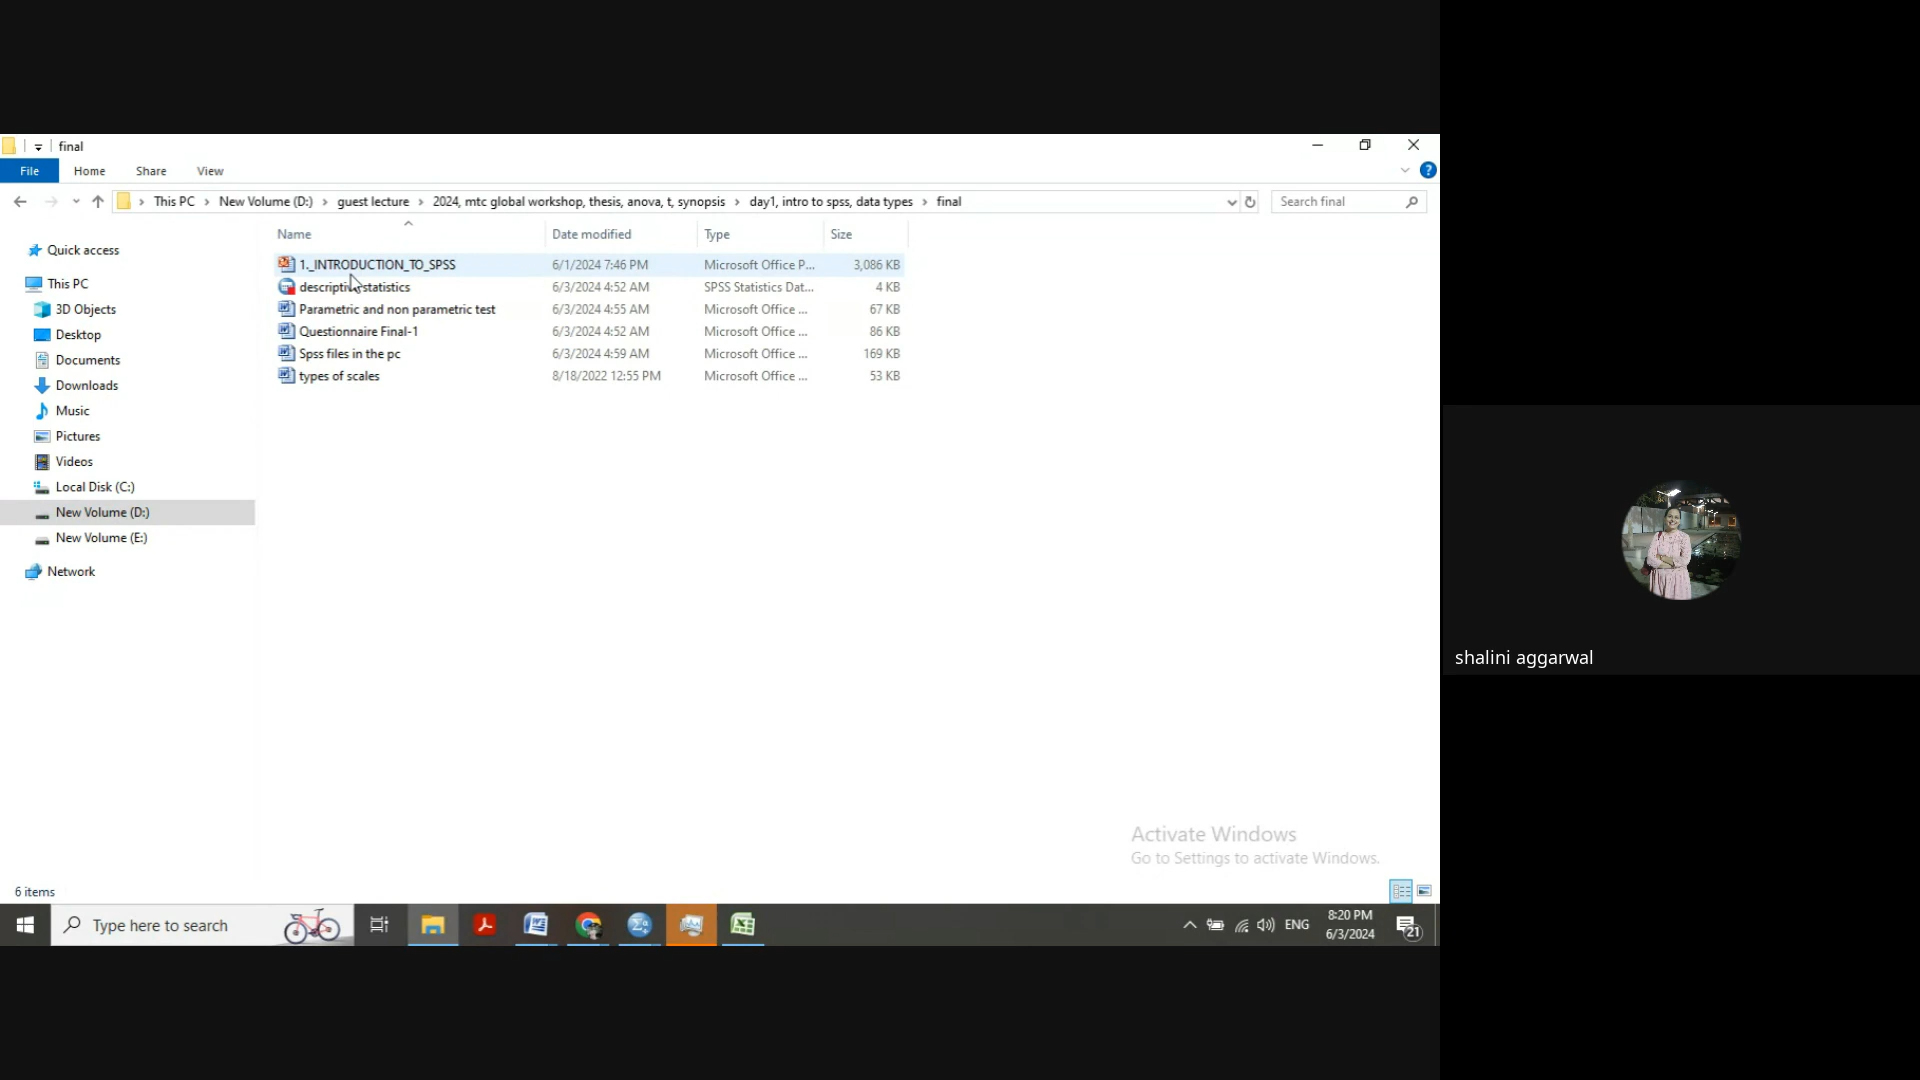 final
File Home Share View
This PC New Volume (D:) guest lecture 2024, mtc global workshop, thesis, anova, t, synopsis day1, intro to spss, data types final
Search final
Name Date modified Type Size
Quick access
This PC
3D Objects
Desktop
Documents
Downloads
Music
Pictures
Videos
Local Disk (C:)
New Volume (D:)
New Volume (E:)
Network
1._INTRODUCTION_TO_SPSS 6/1/2024 7:46 PM Microsoft Office P... 3,086 KB
descriptive statistics 6/3/2024 4:52 AM SPSS Statistics Dat... 4 KB
Parametric and non parametric test 6/3/2024 4:55 AM Microsoft Office ... 67 KB
Questionnaire Final-1 6/3/2024 4:52 AM Microsoft Office ... 86 KB
Spss files in the pc 6/3/2024 4:59 AM Microsoft Office ... 169 KB
types of scales 8/18/2022 12:55 PM Microsoft Office ... 53 KB
shalini aggarwal
Activate Windows
Go to Settings to activate Windows.
6 items
Type here to search
ENG
8:20 PM
6/3/2024
21